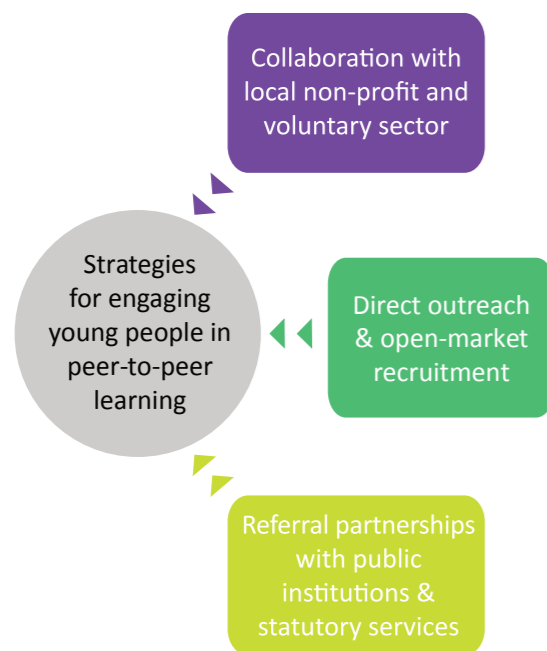 Collaboration with
local non-profit and
voluntary sector
Strategies
for engaging
young people in
peer-to-peer
learning
Direct outreach
& open-market
recruitment
Referral partnerships
with public
institutions &
statutory services